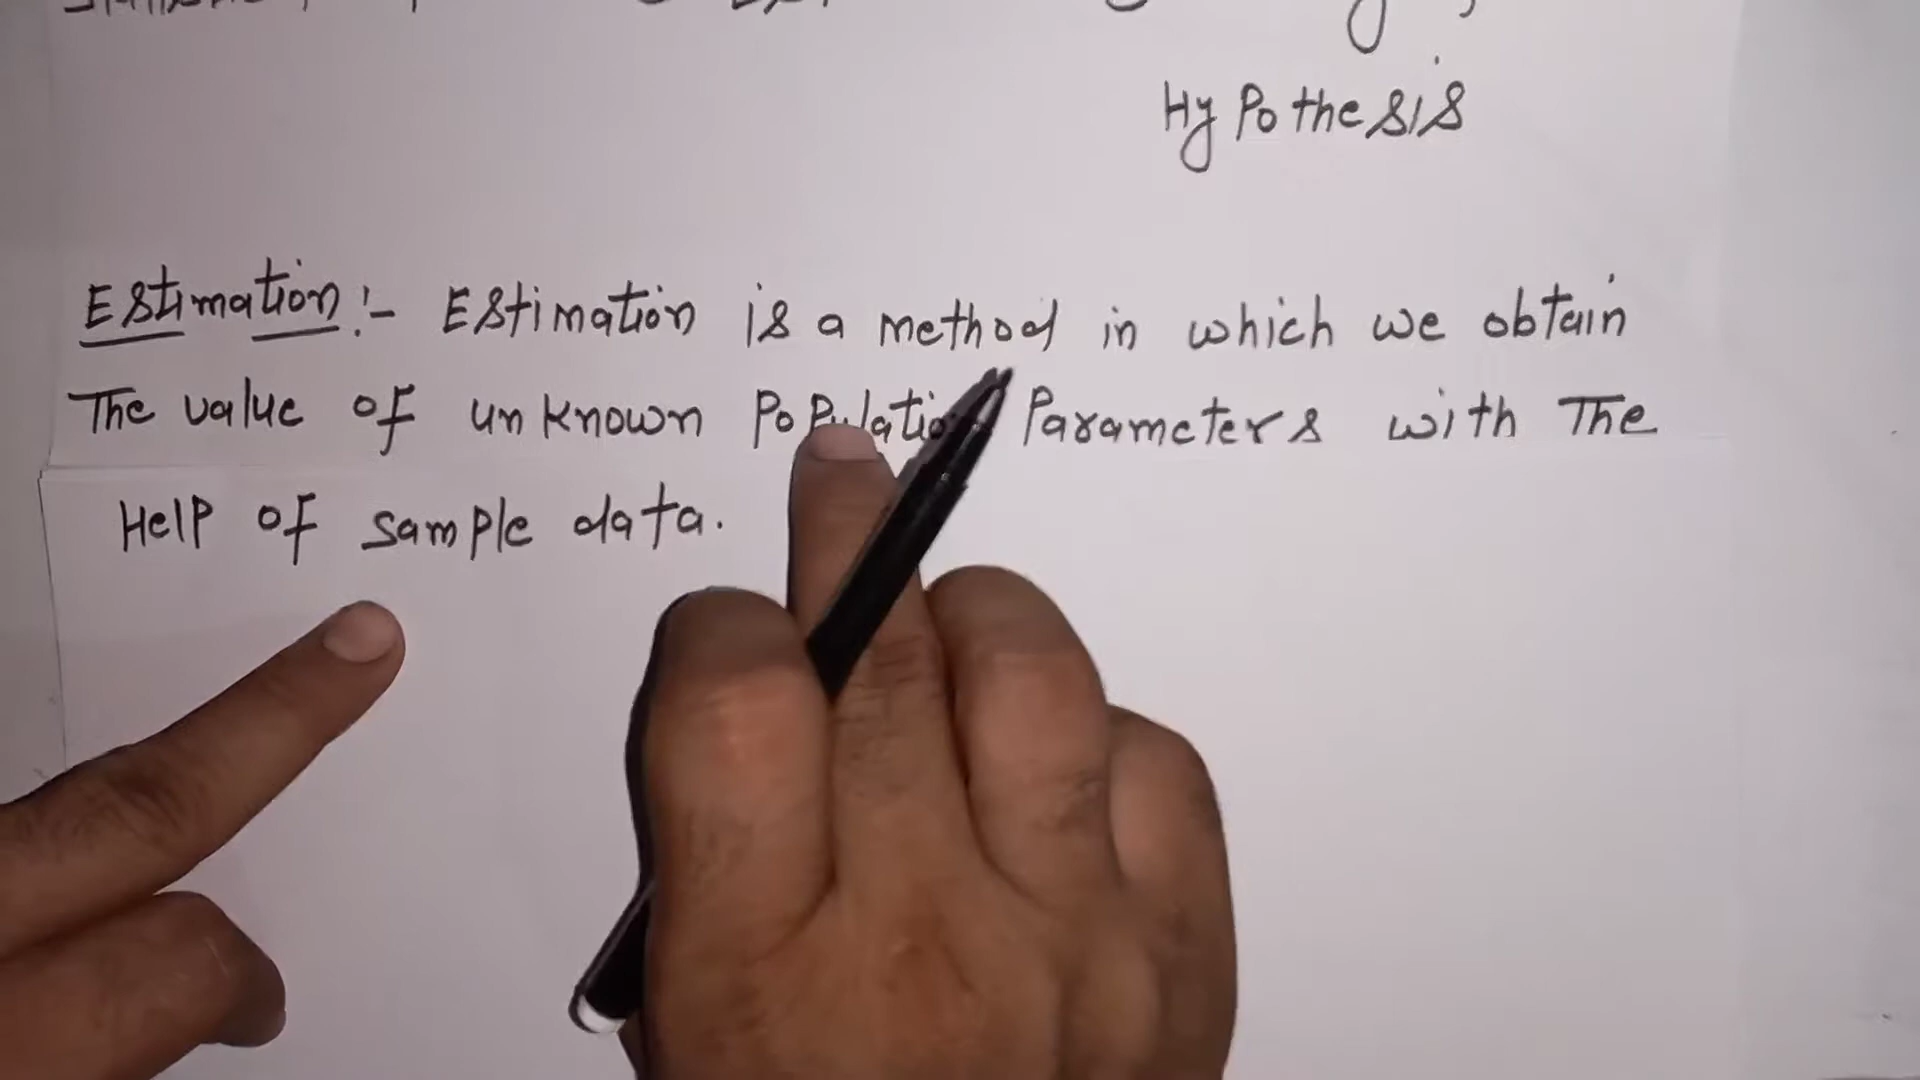 HyPothesis
Estimation:- Estimation is a method in which we obtain
The value of unknown Population Parameters with The
Help of sample data.